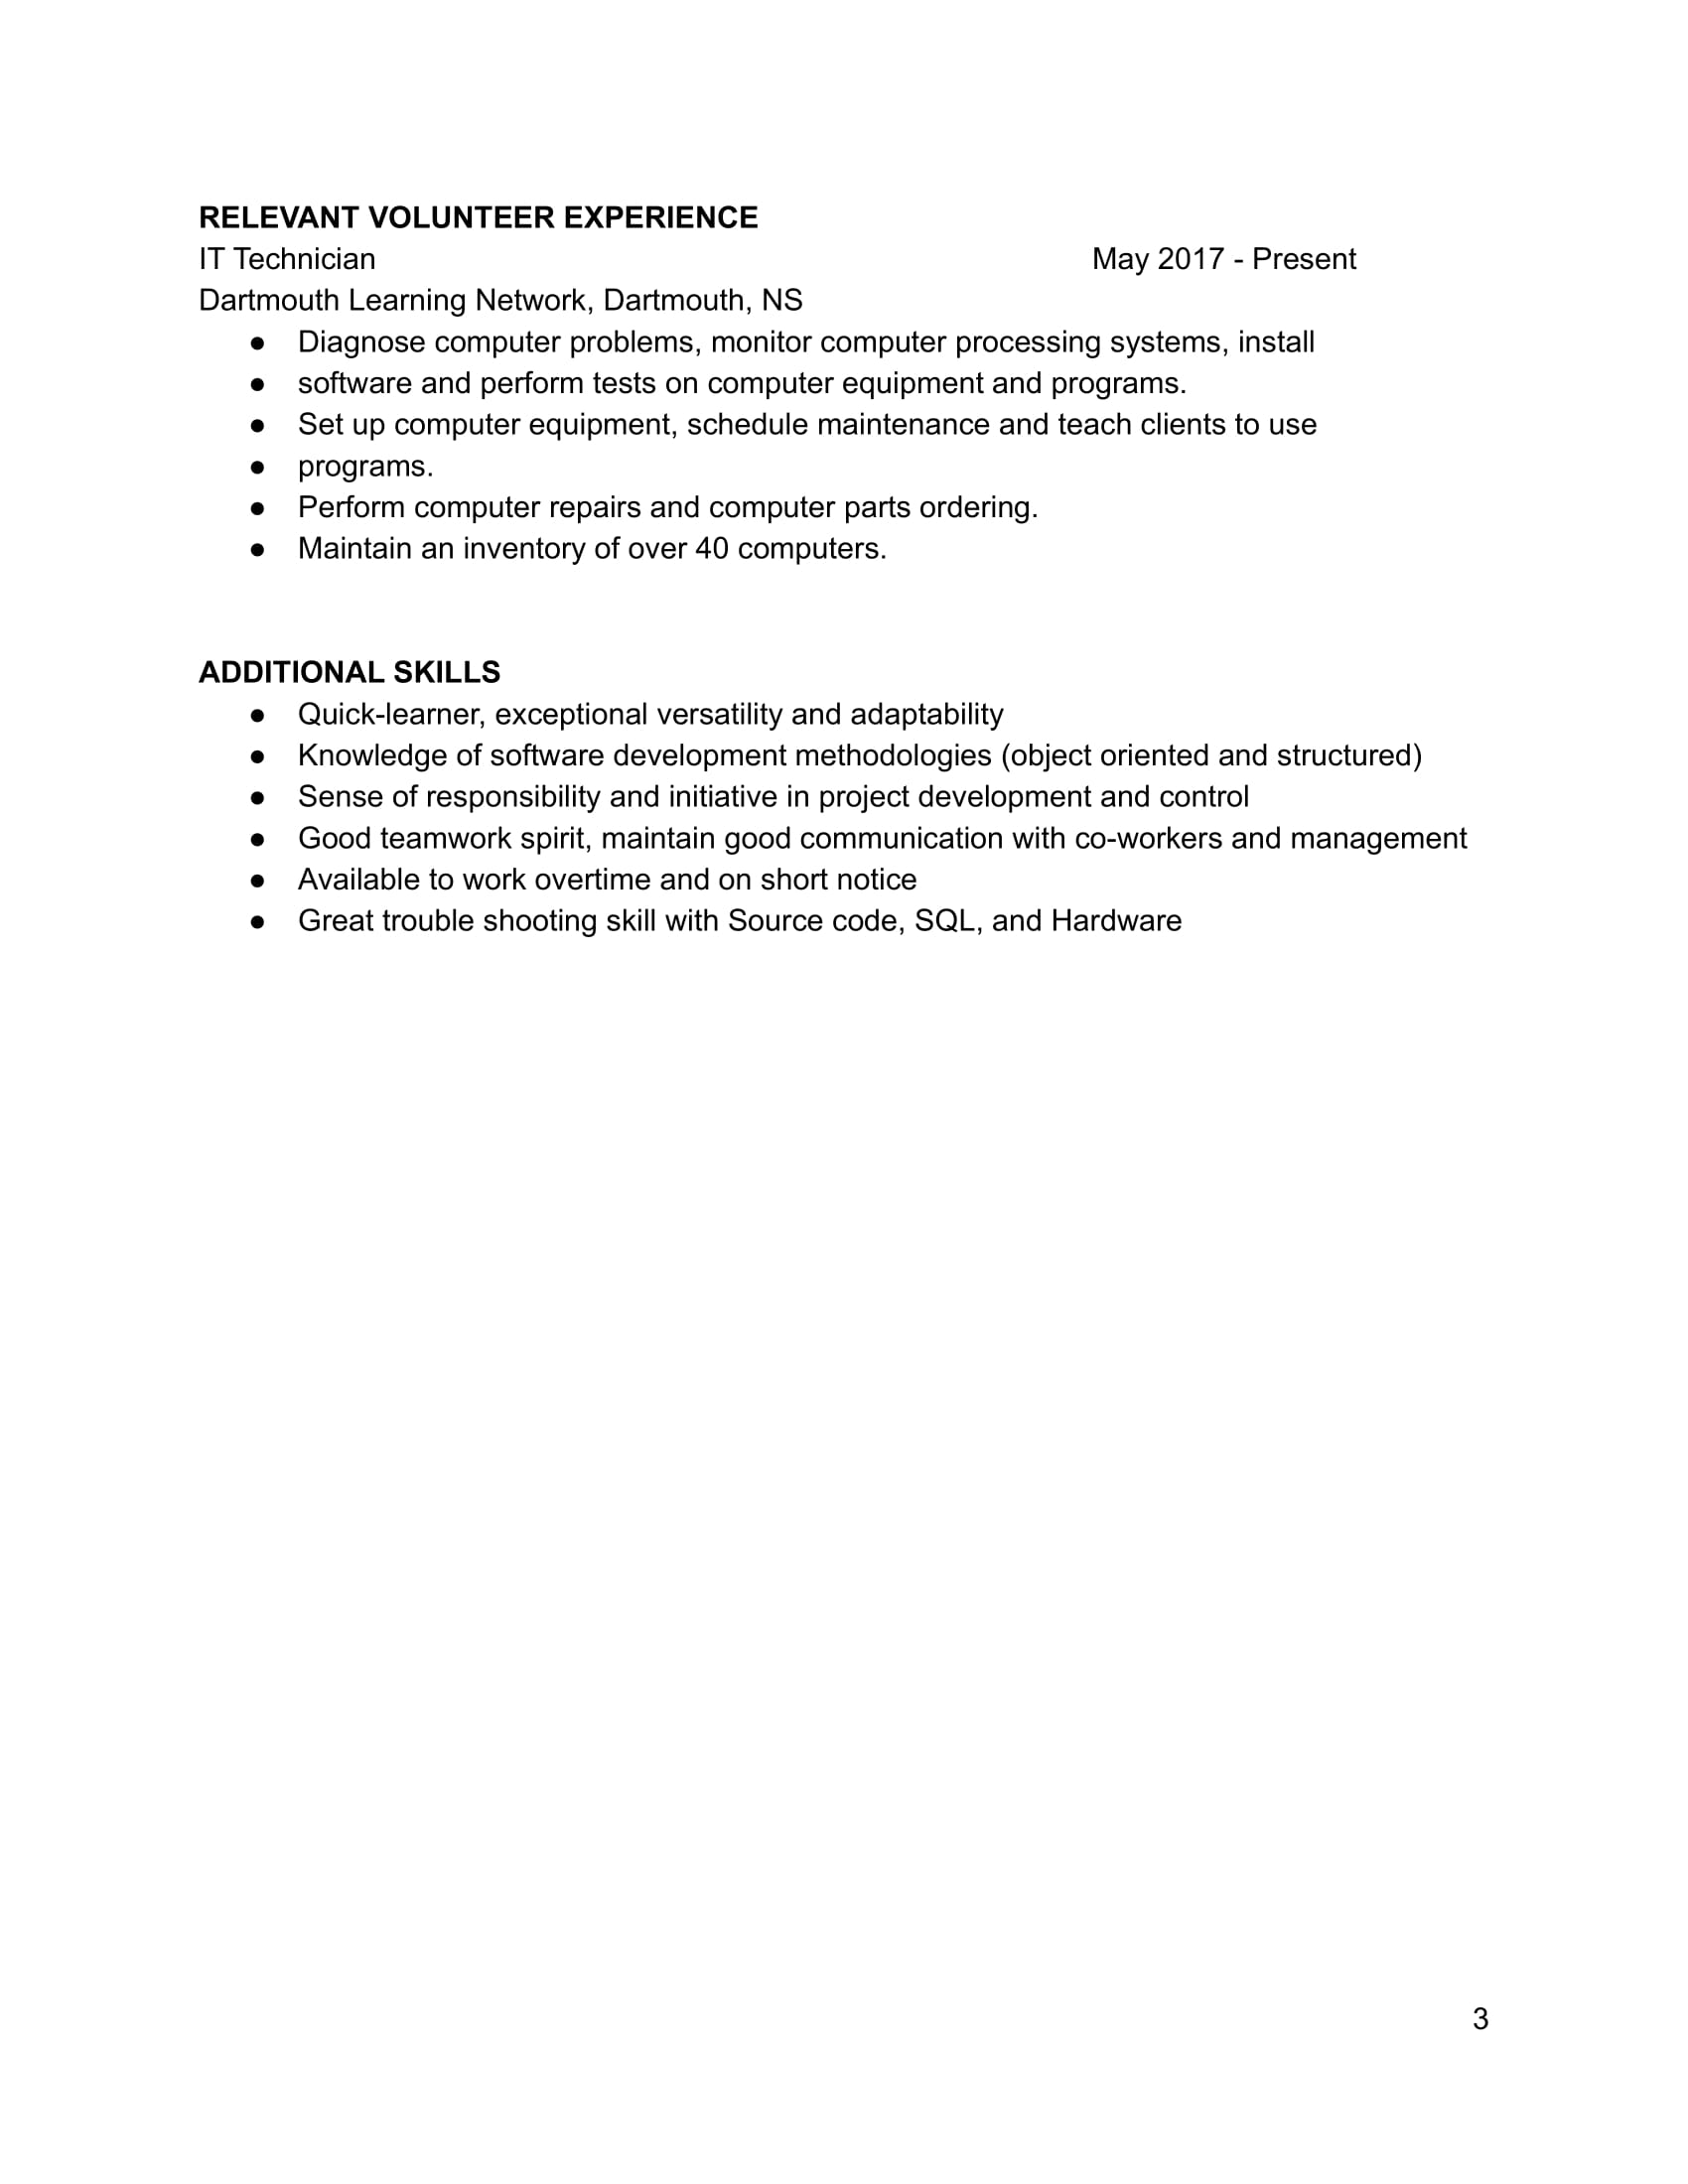 RELEVANT VOLUNTEER EXPERIENCE
IT Technician May 2017 - Present
Dartmouth Learning Network, Dartmouth, NS
● Diagnose computer problems, monitor computer processing systems, install
● software and perform tests on computer equipment and programs.
● Set up computer equipment, schedule maintenance and teach clients to use
● programs.
● Perform computer repairs and computer parts ordering.
● Maintain an inventory of over 40 computers.
ADDITIONAL SKILLS
● Quick-learner, exceptional versatility and adaptability
● Knowledge of software development methodologies (object oriented and structured)
● Sense of responsibility and initiative in project development and control
● Good teamwork spirit, maintain good communication with co-workers and management
● Available to work overtime and on short notice
● Great trouble shooting skill with Source code, SQL, and Hardware
3